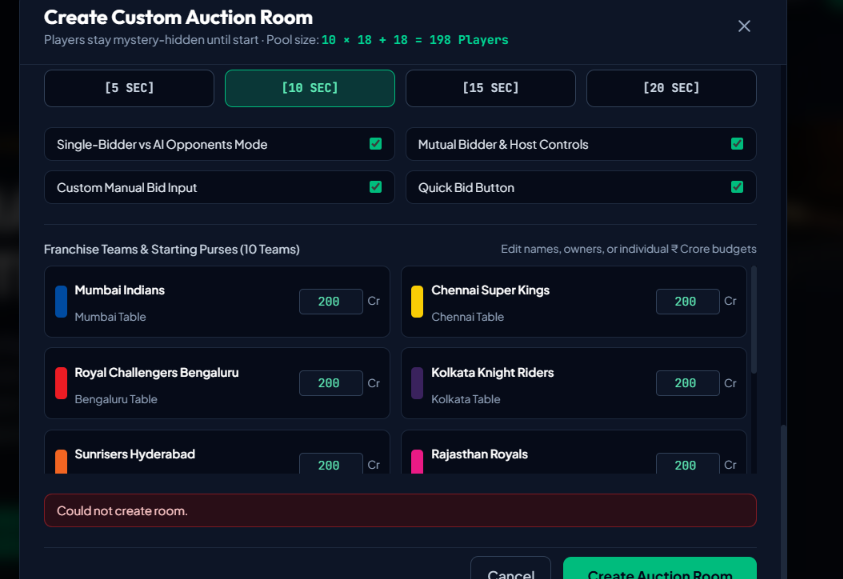 Create Custom Auction Room
Players stay mystery-hidden until start · Pool size: 10 × 18 + 18 = 198 Players
[5 SEC]
[10 SEC]
[15 SEC]
[20 SEC]
Single-Bidder vs AI Opponents Mode
Mutual Bidder & Host Controls
Custom Manual Bid Input
Quick Bid Button
Franchise Teams & Starting Purses (10 Teams)
Edit names, owners, or individual ₹ Crore budgets
Mumbai Indians
Mumbai Table
200 Cr
Chennai Super Kings
Chennai Table
200 Cr
Royal Challengers Bengaluru
Bengaluru Table
200 Cr
Kolkata Knight Riders
Kolkata Table
200 Cr
Sunrisers Hyderabad
200 Cr
Rajasthan Royals
200 Cr
Could not create room.
Cancel
Create Auction Room